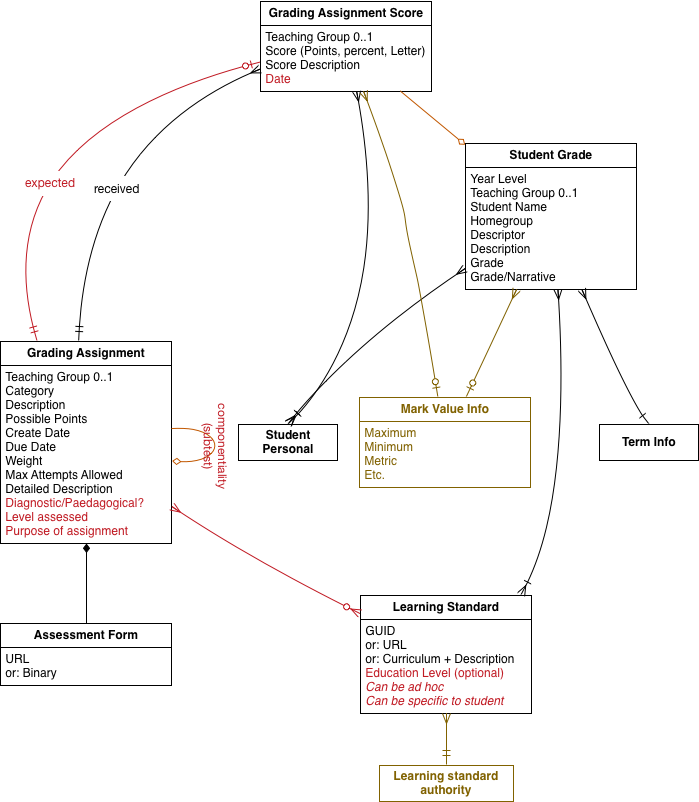 Grading Assignment Score
Teaching Group 0..1
Score (Points, percent, Letter)
Score Description
Date
Student Grade
Year Level
Teaching Group 0..1
Student Name
Homegroup
Descriptor
Description
Grade
Grade/Narrative
expected
received
Grading Assignment
Teaching Group 0..1
Category
Description
Possible Points
Create Date
Due Date
Weight
Max Attempts Allowed
Detailed Description
Diagnostic/Paedagogical?
Level assessed
Purpose of assignment
componentiality
(subtest)
Student
Personal
Mark Value Info
Maximum
Minimum
Metric
Etc.
Term Info
Assessment Form
URL
or: Binary
Learning Standard
GUID
or: URL
or: Curriculum + Description
Education Level (optional)
Can be ad hoc
Can be specific to student
Learning standard
authority